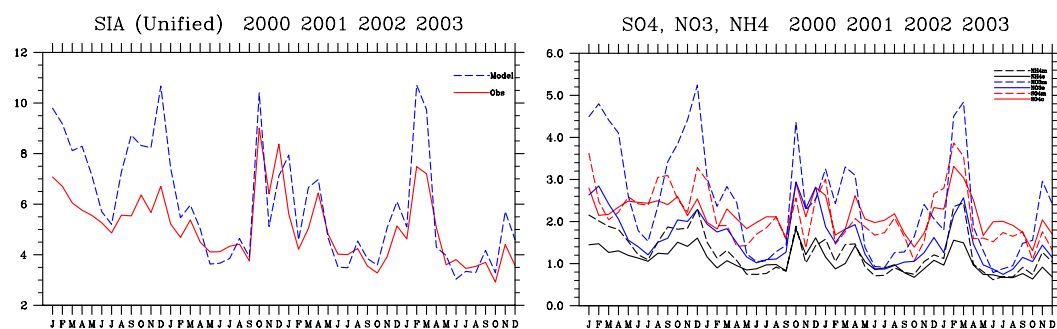 SIA (Unified) 2000 2001 2002 2003
12
10
8
6
4
2
Model
Obs
J F M A M J J A S O N D J F M A M J J A S O N D J F M A M J J A S O N D J F M A M J J A S O N D
SO4, NO3, NH4 2000 2001 2002 2003
6.0
5.0
4.0
3.0
2.0
1.0
0.0
NH4m
NH4o
NO3m
NO3o
SO4m
SO4o
J F M A M J J A S O N D J F M A M J J A S O N D J F M A M J J A S O N D J F M A M J J A S O N D